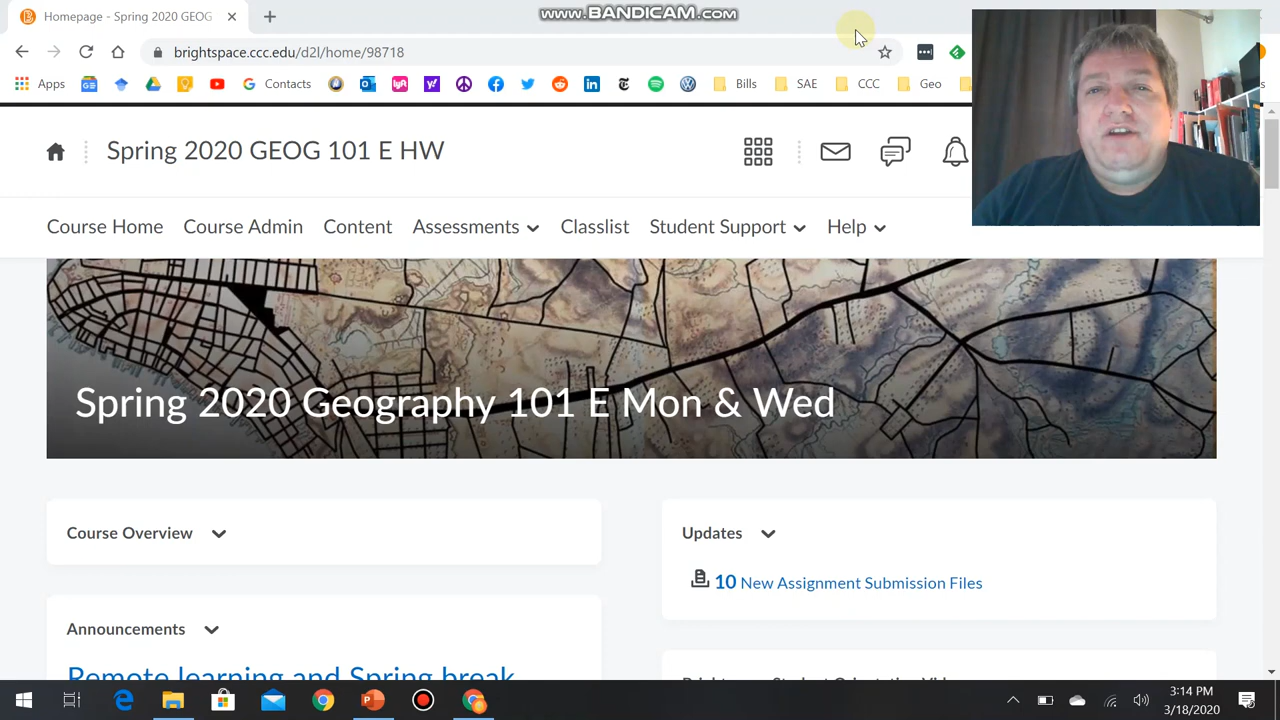 Homepage - Spring 2020 GEOG
www.BANDICAM.com
brightspace.ccc.edu/d2l/home/98718
Apps
Contacts
Bills
SAE
CCC
Geo
Spring 2020 GEOG 101 E HW
Course Home
Course Admin
Content
Assessments
Classlist
Student Support
Help
Spring 2020 Geography 101 E Mon & Wed
Course Overview
Updates
10 New Assignment Submission Files
Announcements
Remote learning and Spring break
3:14 PM
3/18/2020